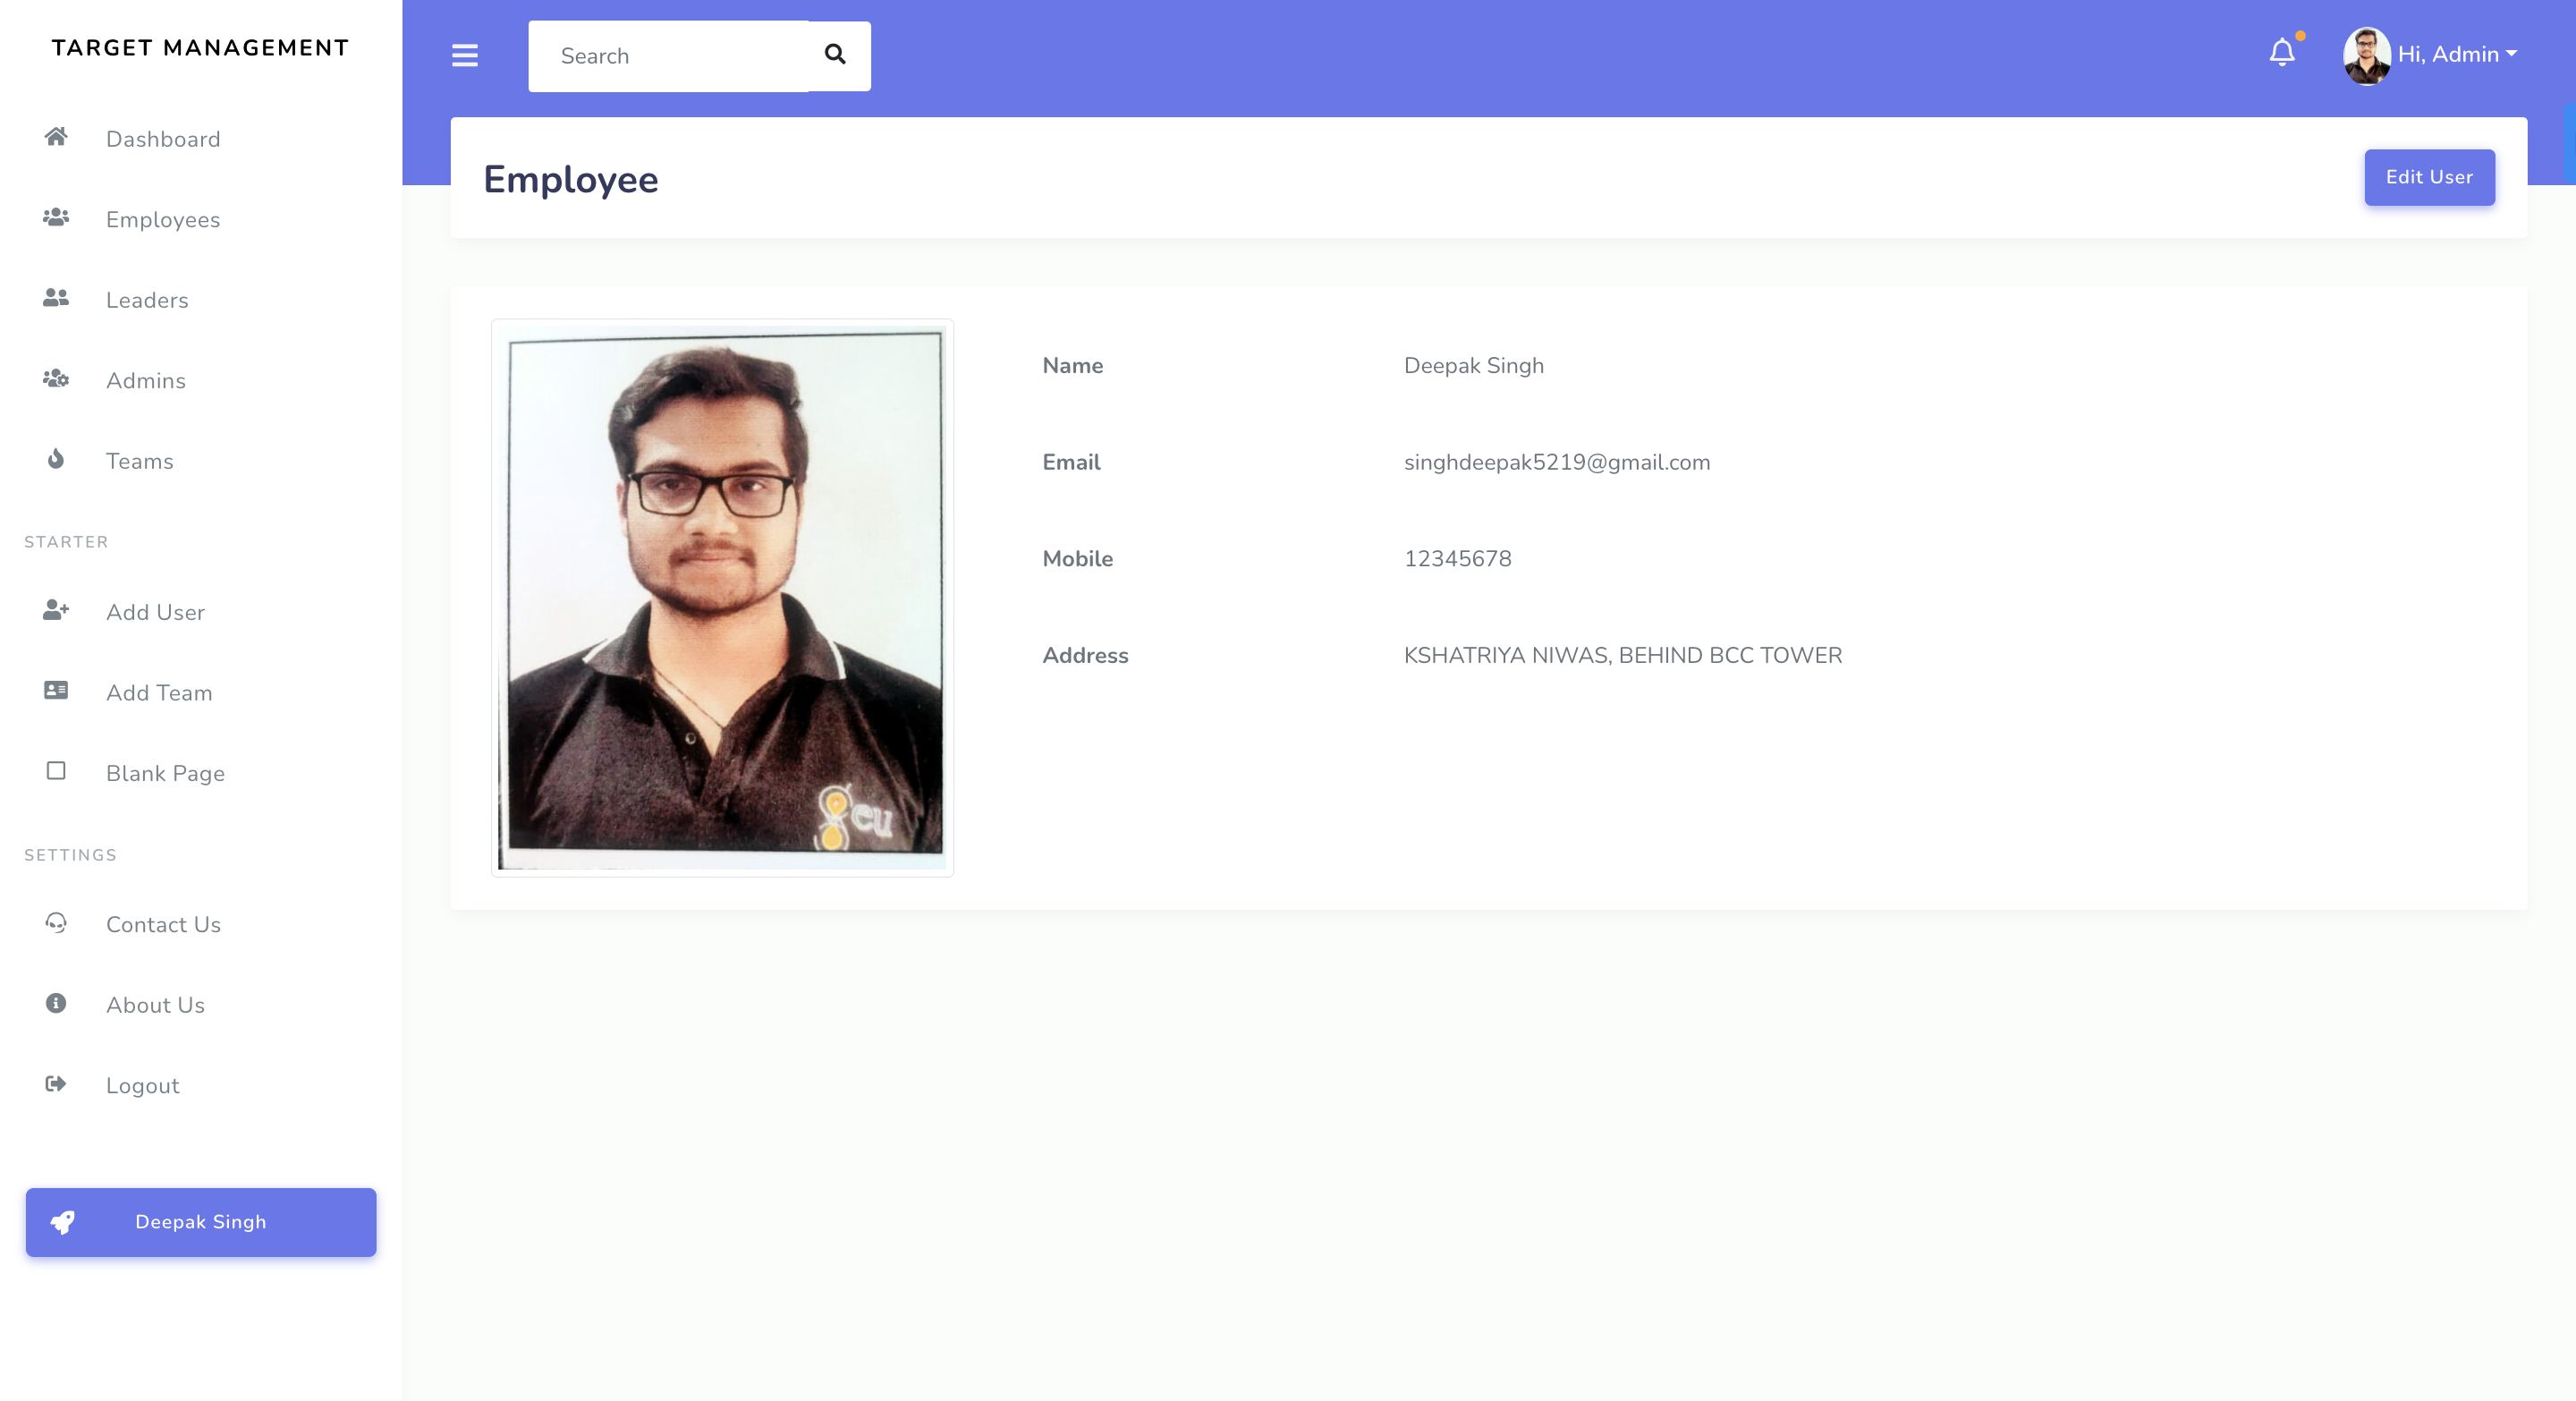 TARGET MANAGEMENT
Search
Hi, Admin
Dashboard
Employees
Leaders
Admins
Teams
STARTER
Add User
Add Team
Blank Page
SETTINGS
Contact Us
About Us
Logout
Deepak Singh
Employee
Edit User
Name Deepak Singh
Email singhdeepak5219@gmail.com
Mobile 12345678
Address KSHATRIYA NIWAS, BEHIND BCC TOWER
geu